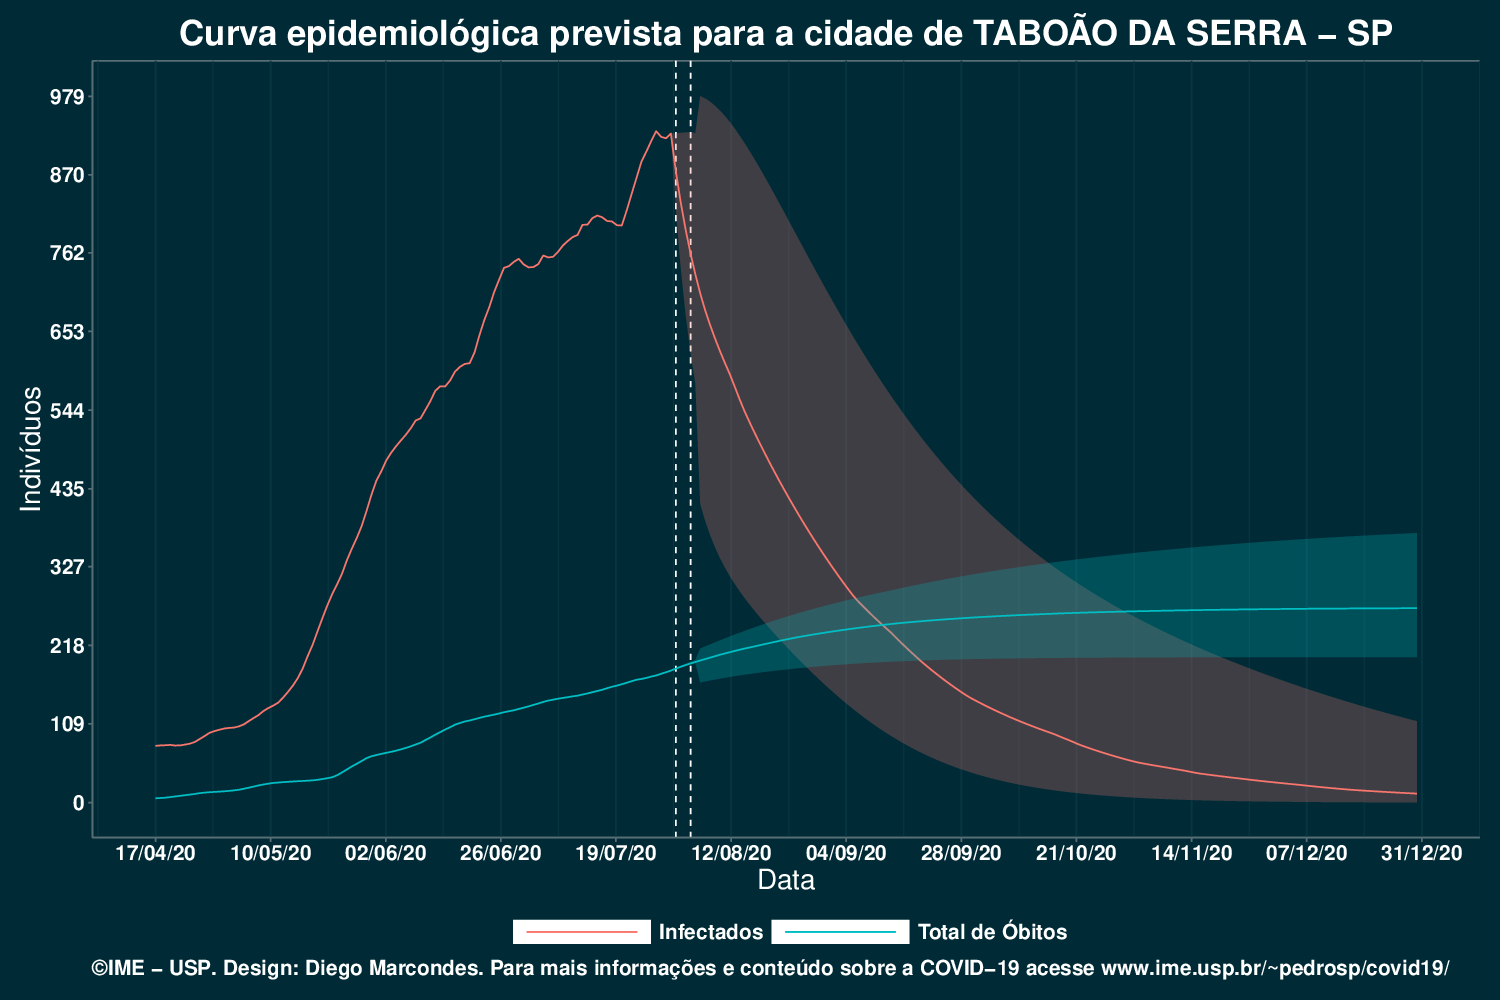 Curva epidemiológica prevista para a cidade de TABOÃO DA SERRA – SP
Indivíduos
979
870
762
653
544
435
327
218
109
0
17/04/20 10/05/20 02/06/20 26/06/20 19/07/20 12/08/20 04/09/20 28/09/20 21/10/20 14/11/20 07/12/20 31/12/20
Data
Infectados Total de Óbitos
©IME – USP. Design: Diego Marcondes. Para mais informações e conteúdo sobre a COVID–19 acesse www.ime.usp.br/~pedrosp/covid19/